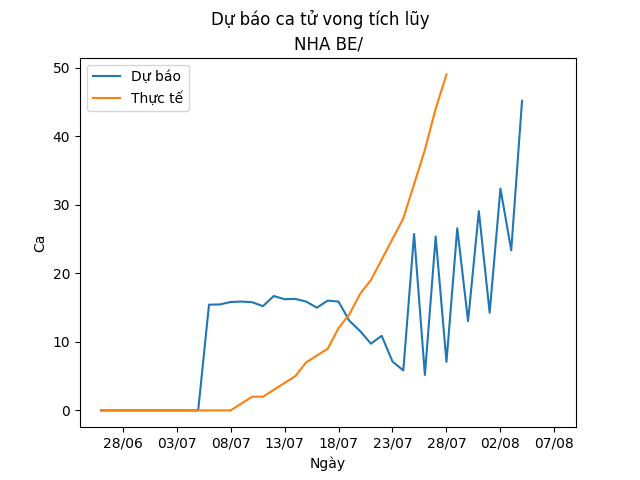 Dự báo ca tử vong tích lũy
NHA BE/
Dự báo
Thực tế
Ca
50
40
30
20
10
0
28/06 03/07 08/07 13/07 18/07 23/07 28/07 02/08 07/08
Ngày